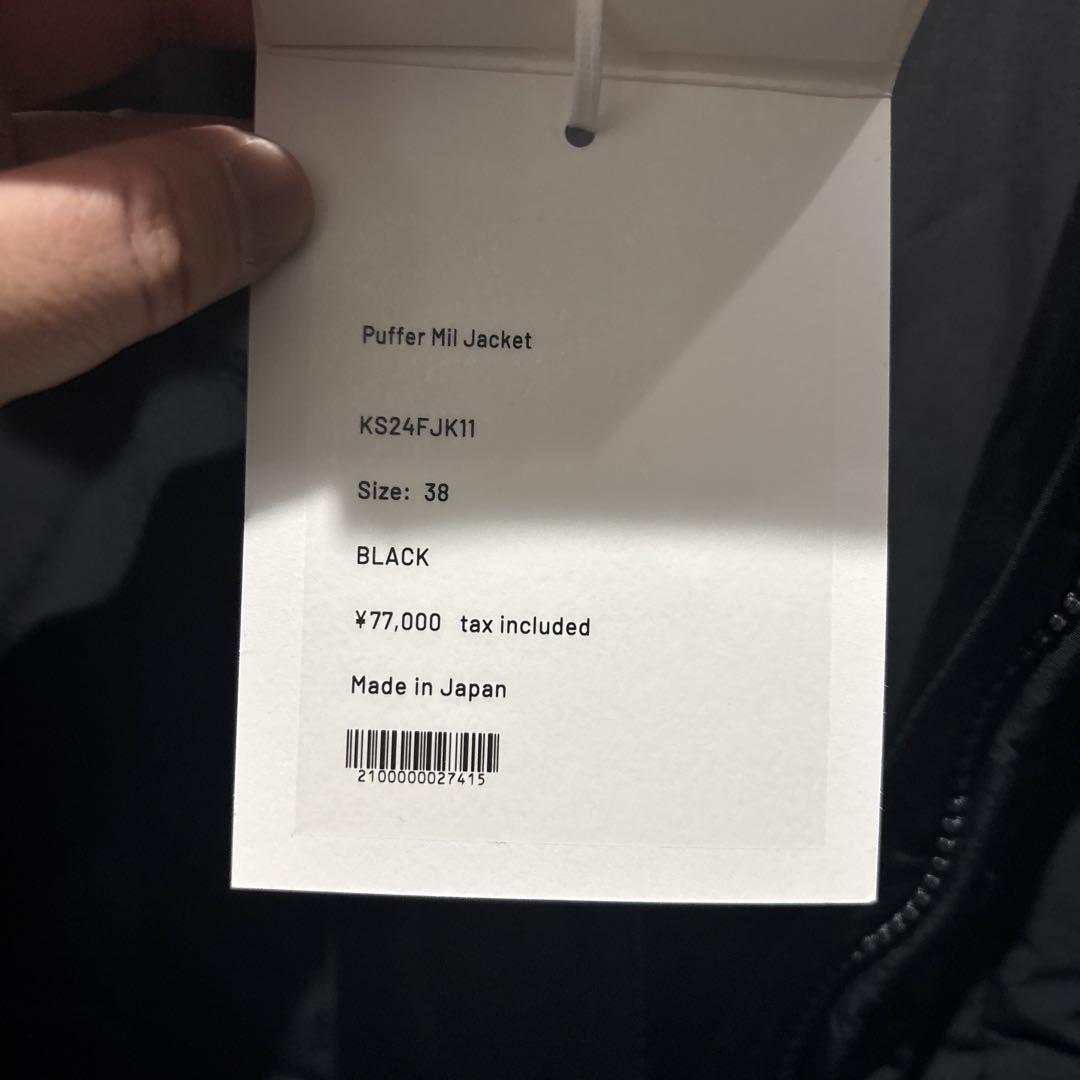 Puffer Mil Jacket
KS24FJK11
Size: 38
BLACK
¥77,000 tax included
Made in Japan
2100000027415